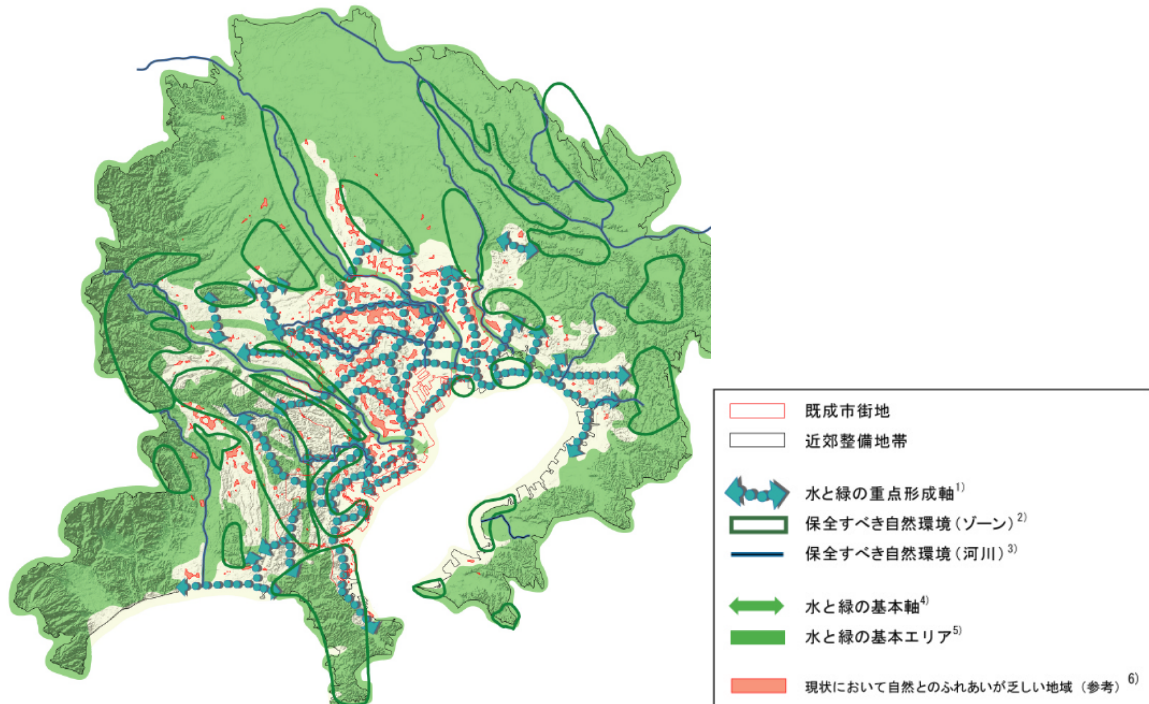 既成市街地
近郊整備地帯
水と緑の重点形成軸1)
保全すべき自然環境(ゾーン)2)
保全すべき自然環境(河川)3)
水と緑の基本軸4)
水と緑の基本エリア5)
現状において自然とのふれあいが乏しい地域(参考)6)